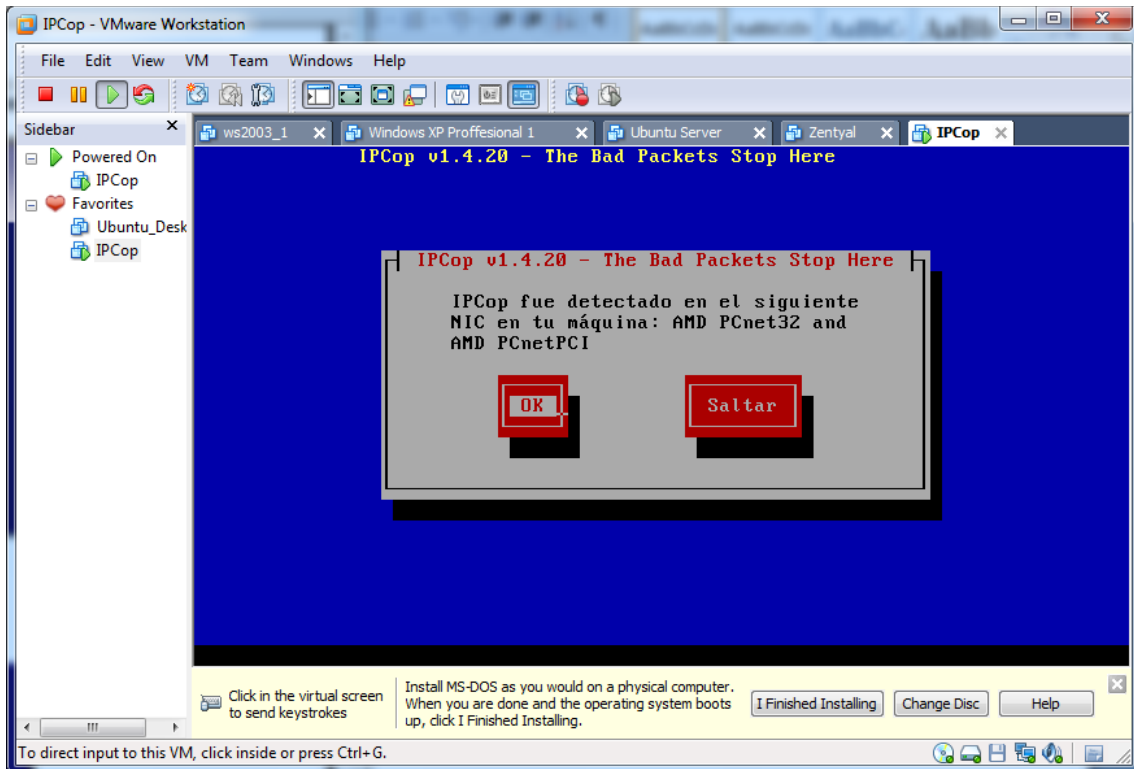 IPCop - VMware Workstation
File Edit View VM Team Windows Help
Sidebar
Powered On
IPCop
Favorites
Ubuntu_Desk
IPCop
ws2003_1
Windows XP Proffesional 1
Ubuntu Server
Zentyal
IPCop
IPCop v1.4.20 - The Bad Packets Stop Here
IPCop v1.4.20 - The Bad Packets Stop Here
IPCop fue detectado en el siguiente
NIC en tu máquina: AMD PCnet32 and
AMD PCnetPCI
OK
Saltar
Click in the virtual screen
to send keystrokes
Install MS-DOS as you would on a physical computer.
When you are done and the operating system boots
up, click I Finished Installing.
I Finished Installing
Change Disc
Help
To direct input to this VM, click inside or press Ctrl+G.